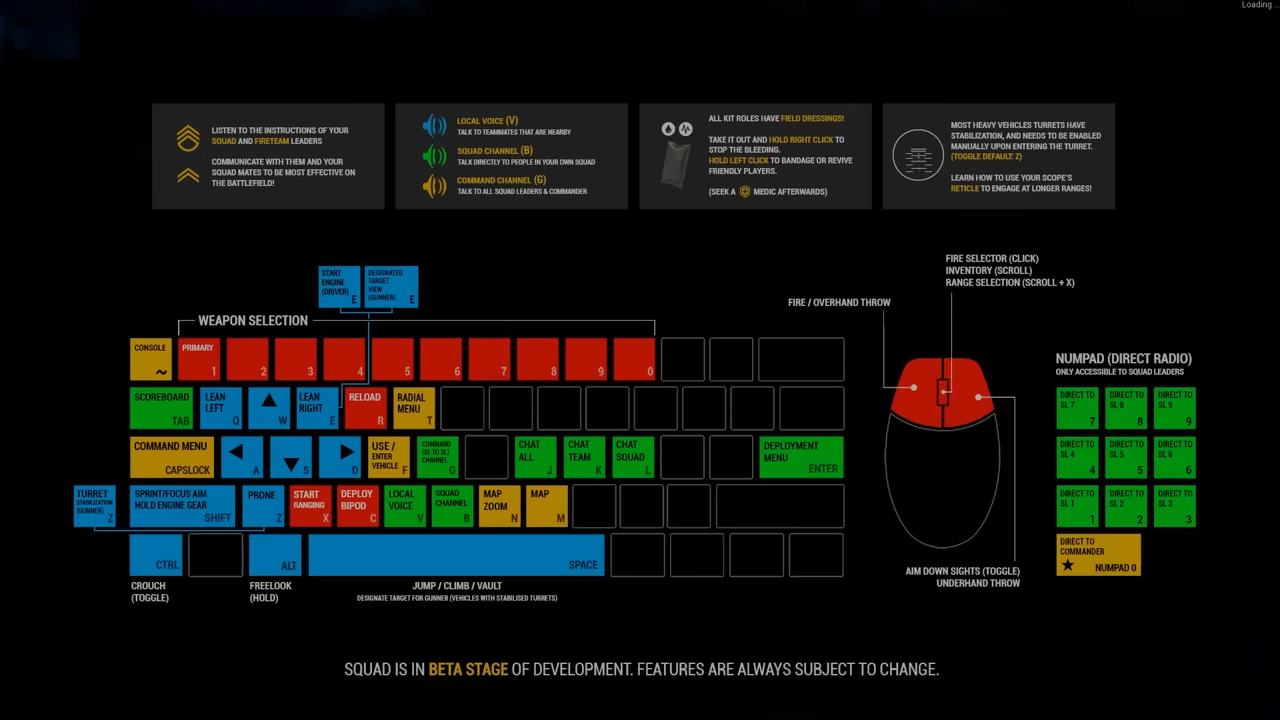 Loading ..
LISTEN TO THE INSTRUCTIONS OF YOUR
SQUAD AND FIRETEAM LEADERS
COMMUNICATE WITH THEM AND YOUR
SQUAD MATES TO BE MOST EFFECTIVE ON
THE BATTLEFIELD!
LOCAL VOICE (V)
TALK TO TEAMMATES THAT ARE NEARBY
SQUAD CHANNEL (B)
TALK DIRECTLY TO PEOPLE IN YOUR OWN SQUAD
COMMAND CHANNEL (G)
TALK TO ALL SQUAD LEADERS & COMMANDER
ALL KIT ROLES HAVE FIELD DRESSINGS!
TAKE IT OUT AND HOLD RIGHT CLICK TO
STOP THE BLEEDING.
HOLD LEFT CLICK TO BANDAGE OR REVIVE
FRIENDLY PLAYERS.
(SEEK A MEDIC AFTERWARDS)
MOST HEAVY VEHICLES TURRETS HAVE
STABILIZATION, AND NEEDS TO BE ENABLED
MANUALLY UPON ENTERING THE TURRET.
(TOGGLE DEFAULT: Z)
LEARN HOW TO USE YOUR SCOPE'S
RETICLE TO ENGAGE AT LONGER RANGES!
START
ENGINE
(DRIVER)
E
DESIGNATED
TARGET
VIEW
(GUNNER)
E
WEAPON SELECTION
CONSOLE
~
PRIMARY
1
2
3
4
5
6
7
8
9
0
SCOREBOARD
TAB
LEAN
LEFT
Q
W
LEAN
RIGHT
E
RELOAD
R
RADIAL
MENU
T
COMMAND MENU
CAPSLOCK
A
S
D
USE /
ENTER
VEHICLE
F
COMMAND
(SL TO SL)
CHANNEL
G
CHAT
ALL
J
CHAT
TEAM
K
CHAT
SQUAD
L
DEPLOYMENT
MENU
ENTER
TURRET
STABILIZATION
(GUNNER)
Z
SPRINT/FOCUS AIM
HOLD ENGINE GEAR
SHIFT
PRONE
Z
START
RANGING
X
DEPLOY
BIPOD
C
LOCAL
VOICE
V
SQUAD
CHANNEL
B
MAP
ZOOM
N
MAP
M
CTRL
ALT
SPACE
CROUCH
(TOGGLE)
FREELOOK
(HOLD)
JUMP / CLIMB / VAULT
DESIGNATE TARGET FOR GUNNER (VEHICLES WITH STABILISED TURRETS)
FIRE SELECTOR (CLICK)
INVENTORY (SCROLL)
RANGE SELECTION (SCROLL + X)
FIRE / OVERHAND THROW
AIM DOWN SIGHTS (TOGGLE)
UNDERHAND THROW
NUMPAD (DIRECT RADIO)
ONLY ACCESSIBLE TO SQUAD LEADERS
DIRECT TO
SL 7
7
DIRECT TO
SL 8
8
DIRECT TO
SL 9
9
DIRECT TO
SL 4
4
DIRECT TO
SL 5
5
DIRECT TO
SL 6
6
DIRECT TO
SL 1
1
DIRECT TO
SL 2
2
DIRECT TO
SL 3
3
DIRECT TO
COMMANDER
NUMPAD 0
SQUAD IS IN BETA STAGE OF DEVELOPMENT. FEATURES ARE ALWAYS SUBJECT TO CHANGE.